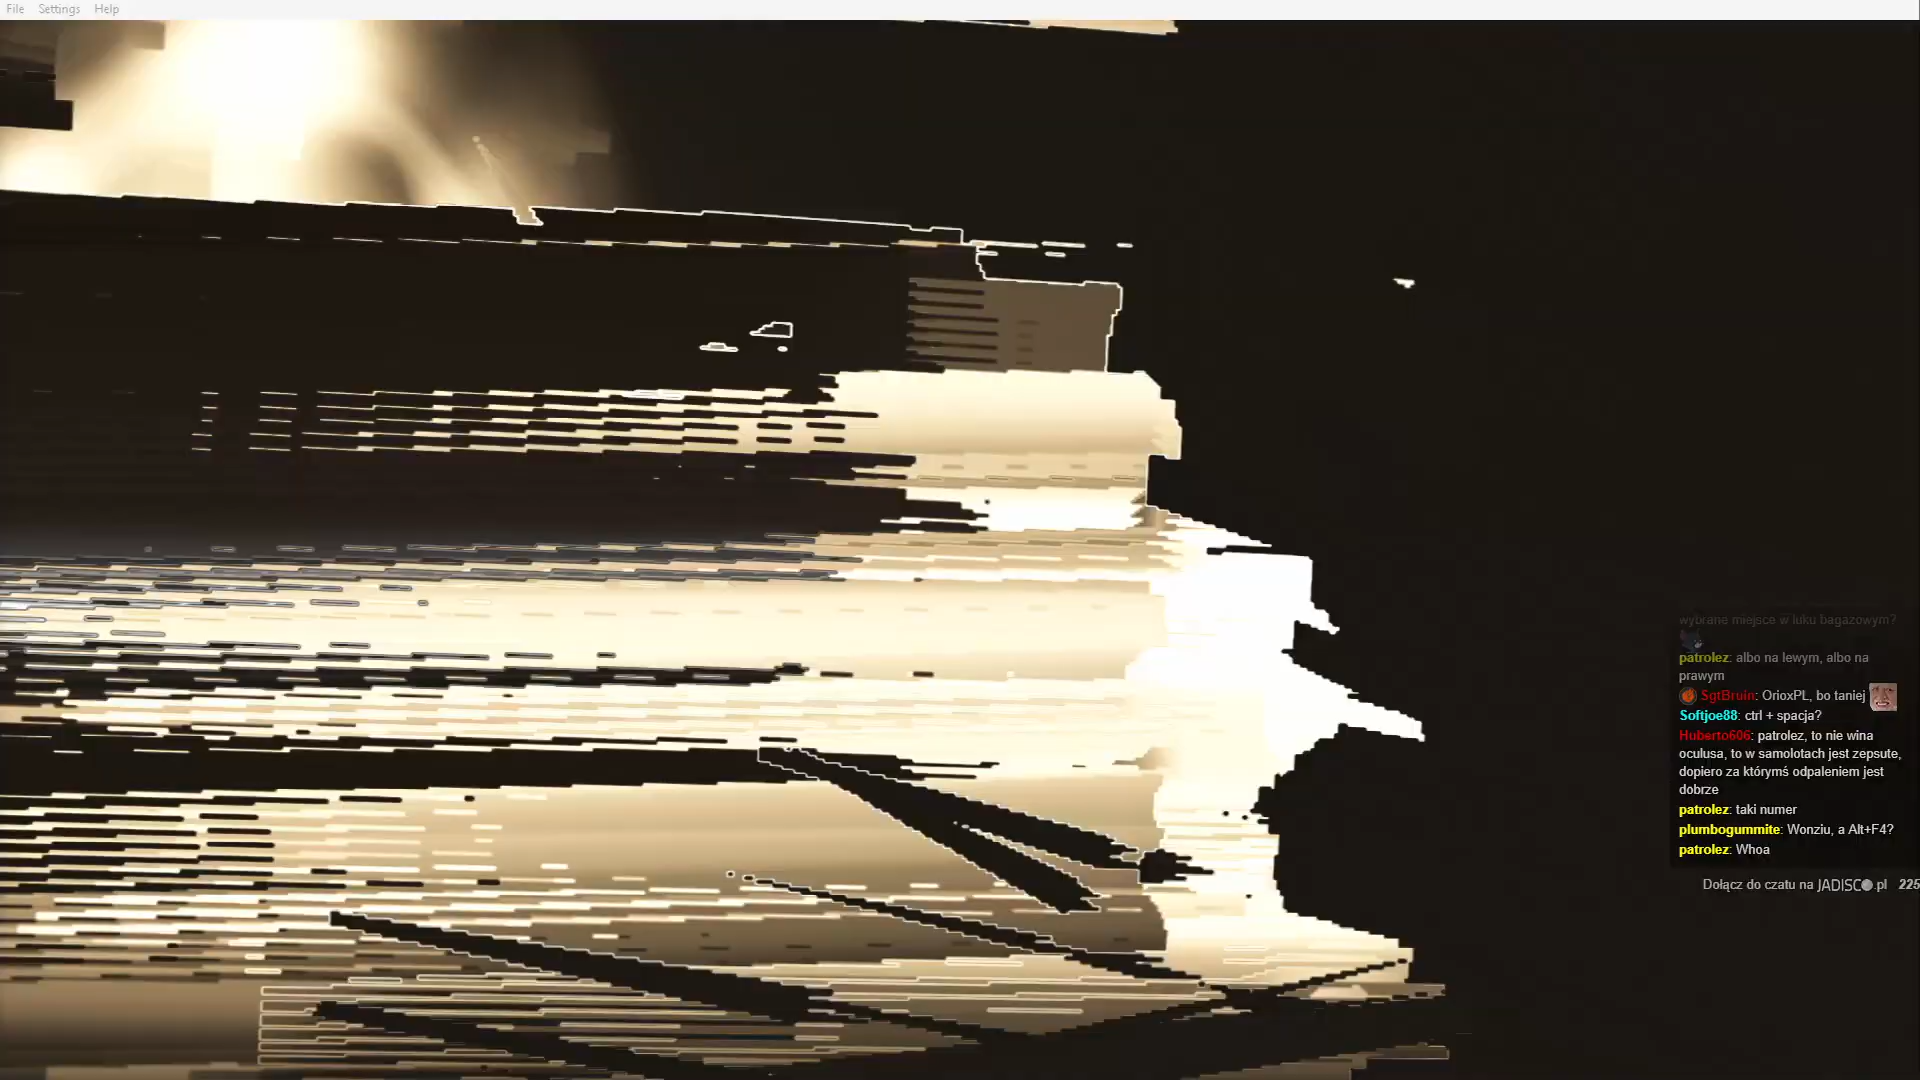 File Settings Help
wybrane miejsce w luku bagazowym?
patrolez: albo na lewym, albo na
prawym
SgtBruin: OrioxPL, bo taniej
Softjoe88: ctrl + spacja?
Huberto606: patrolez, to nie wina
oculusa, to w samolotach jest zepsute,
dopiero za którymś odpaleniem jest
dobrze
patrolez: taki numer
plumbogummite: Wonziu, a Alt+F4?
patrolez: Whoa
Dołącz do czatu na JADISCO.pl 225